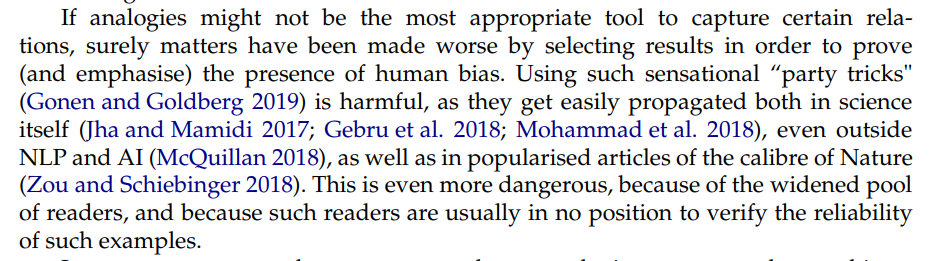 If analogies might not be the most appropriate tool to capture certain rela-
tions, surely matters have been made worse by selecting results in order to prove
(and emphasise) the presence of human bias. Using such sensational “party tricks"
(Gonen and Goldberg 2019) is harmful, as they get easily propagated both in science
itself (Jha and Mamidi 2017; Gebru et al. 2018; Mohammad et al. 2018), even outside
NLP and AI (McQuillan 2018), as well as in popularised articles of the calibre of Nature
(Zou and Schiebinger 2018). This is even more dangerous, because of the widened pool
of readers, and because such readers are usually in no position to verify the reliability
of such examples.